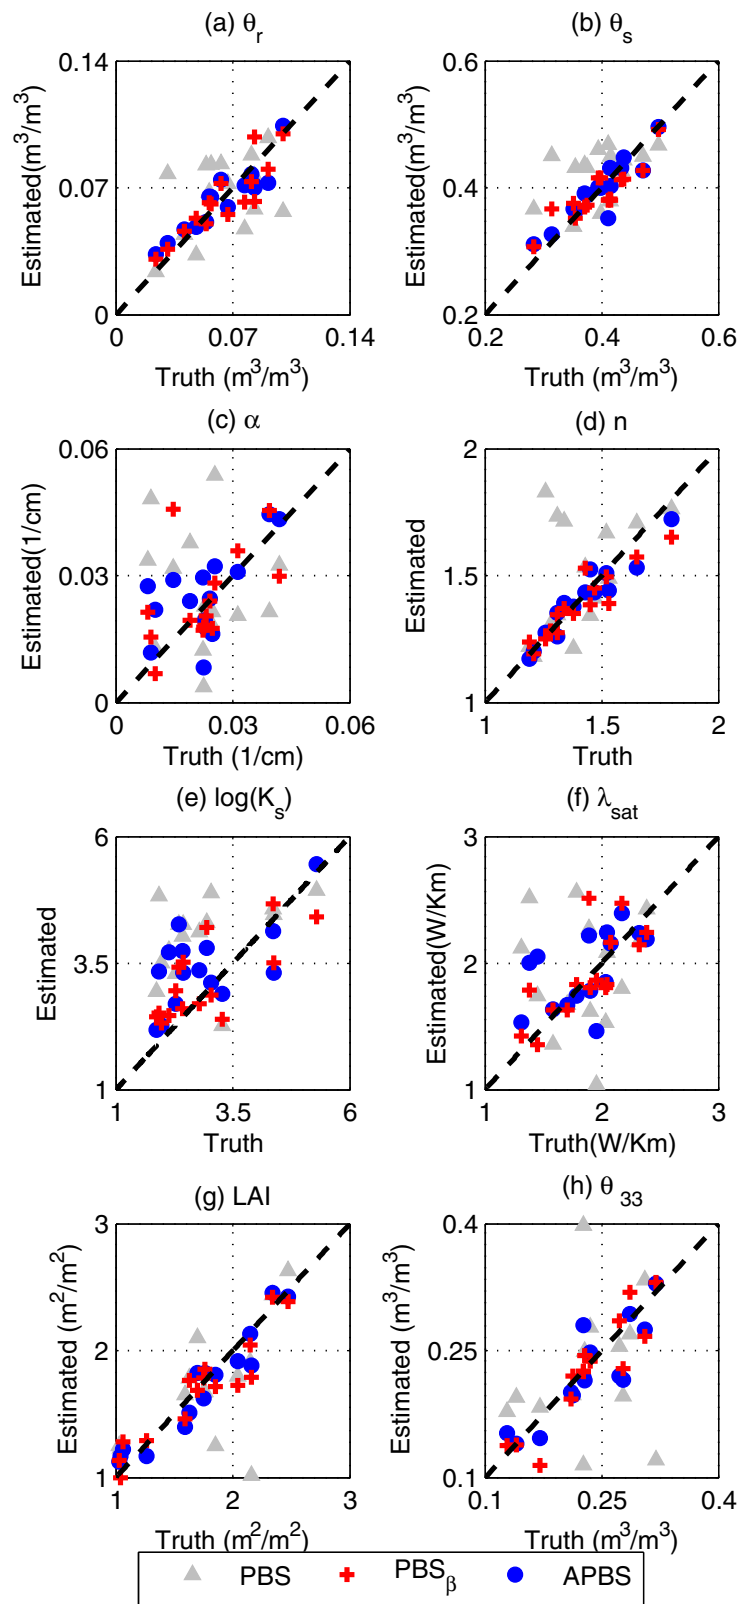 (a) θr
0.14
0.07
0
Estimated(m³/m³)
0 0.07 0.14
Truth (m³/m³)
(b) θs
0.6
0.4
0.2
Estimated(m³/m³)
0.2 0.4 0.6
Truth (m³/m³)
(c) α
0.06
0.03
0
Estimated(1/cm)
0 0.03 0.06
Truth (1/cm)
(d) n
2
1.5
1
Estimated
1 1.5 2
Truth
(e) log(Ks)
6
3.5
1
Estimated
1 3.5 6
Truth
(f) λsat
3
2
1
Estimated(W/Km)
1 2 3
Truth(W/Km)
(g) LAI
3
2
1
Estimated (m²/m²)
1 2 3
Truth (m²/m²)
(h) θ 33
0.4
0.25
0.1
Estimated (m³/m³)
0.1 0.25 0.4
Truth (m³/m³)
PBS PBSβ APBS